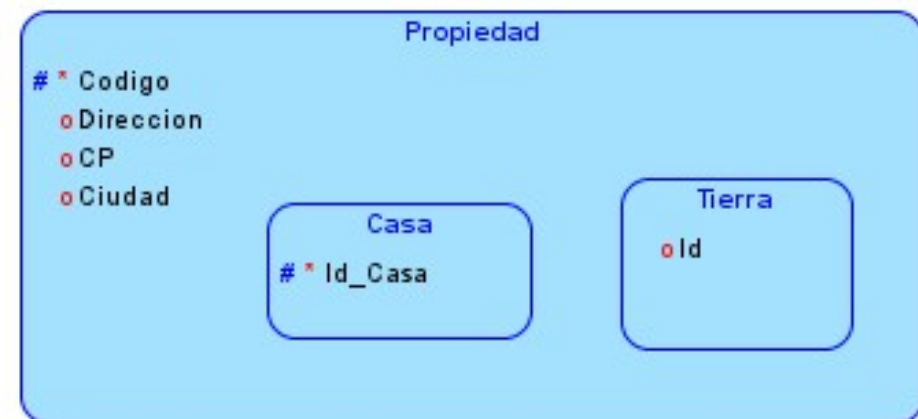 Propiedad
# * Codigo
o Direccion
o CP
o Ciudad
Casa
# * Id_Casa
Tierra
o Id